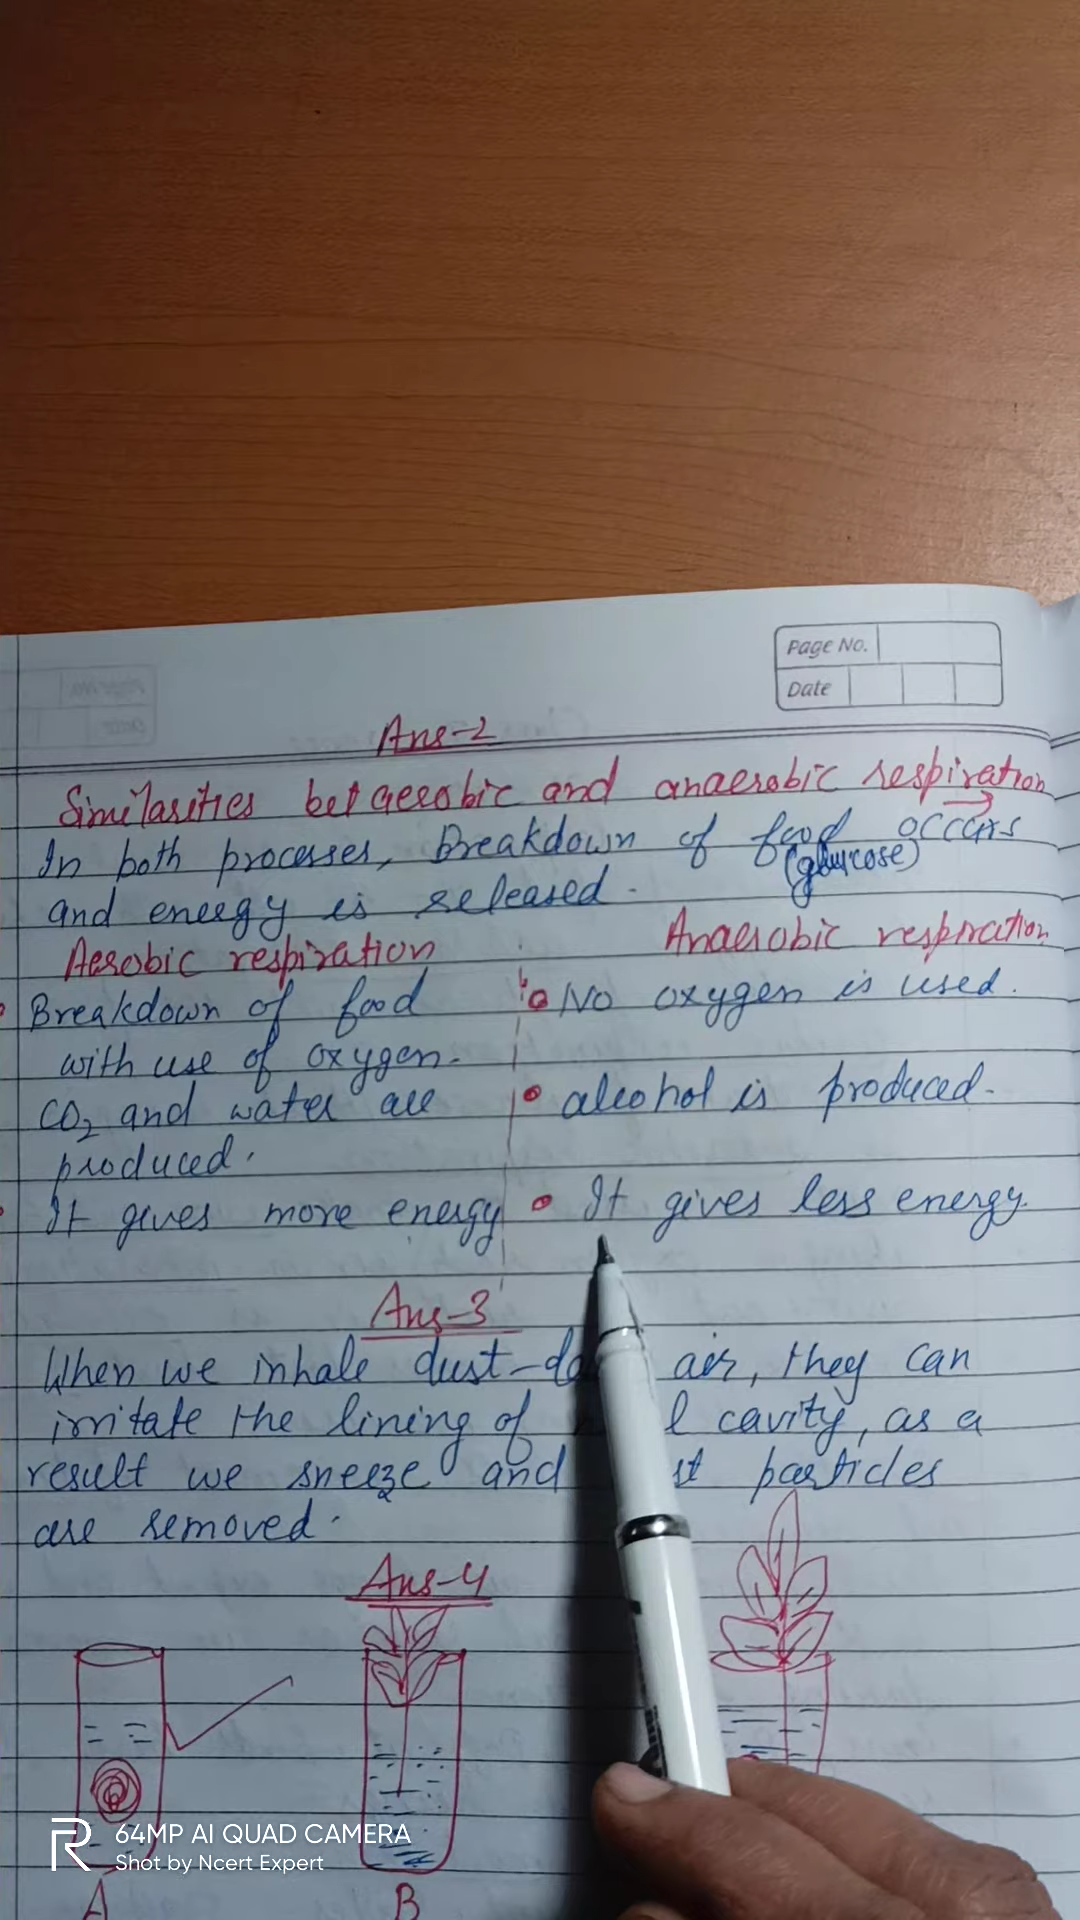 Page No.
Date
Ans-2
Similarities bet aerobic and anaerobic respiration
In both processes, Breakdown of food occurs
(glucose)
and energy is released.
Aerobic respiration
Anaerobic respiration
Breakdown of food
No oxygen is used.
with use of oxygen.
CO₂ and water are
alcohol is produced.
produced.
It gives more energy
It gives less energy.
Ans-3
When we inhale dust- air, they can
irritate the lining of cavity, as a
result we sneeze and particles
are removed.
Ans-4
64MP AI QUAD CAMERA
Shot by Ncert Expert
A
B